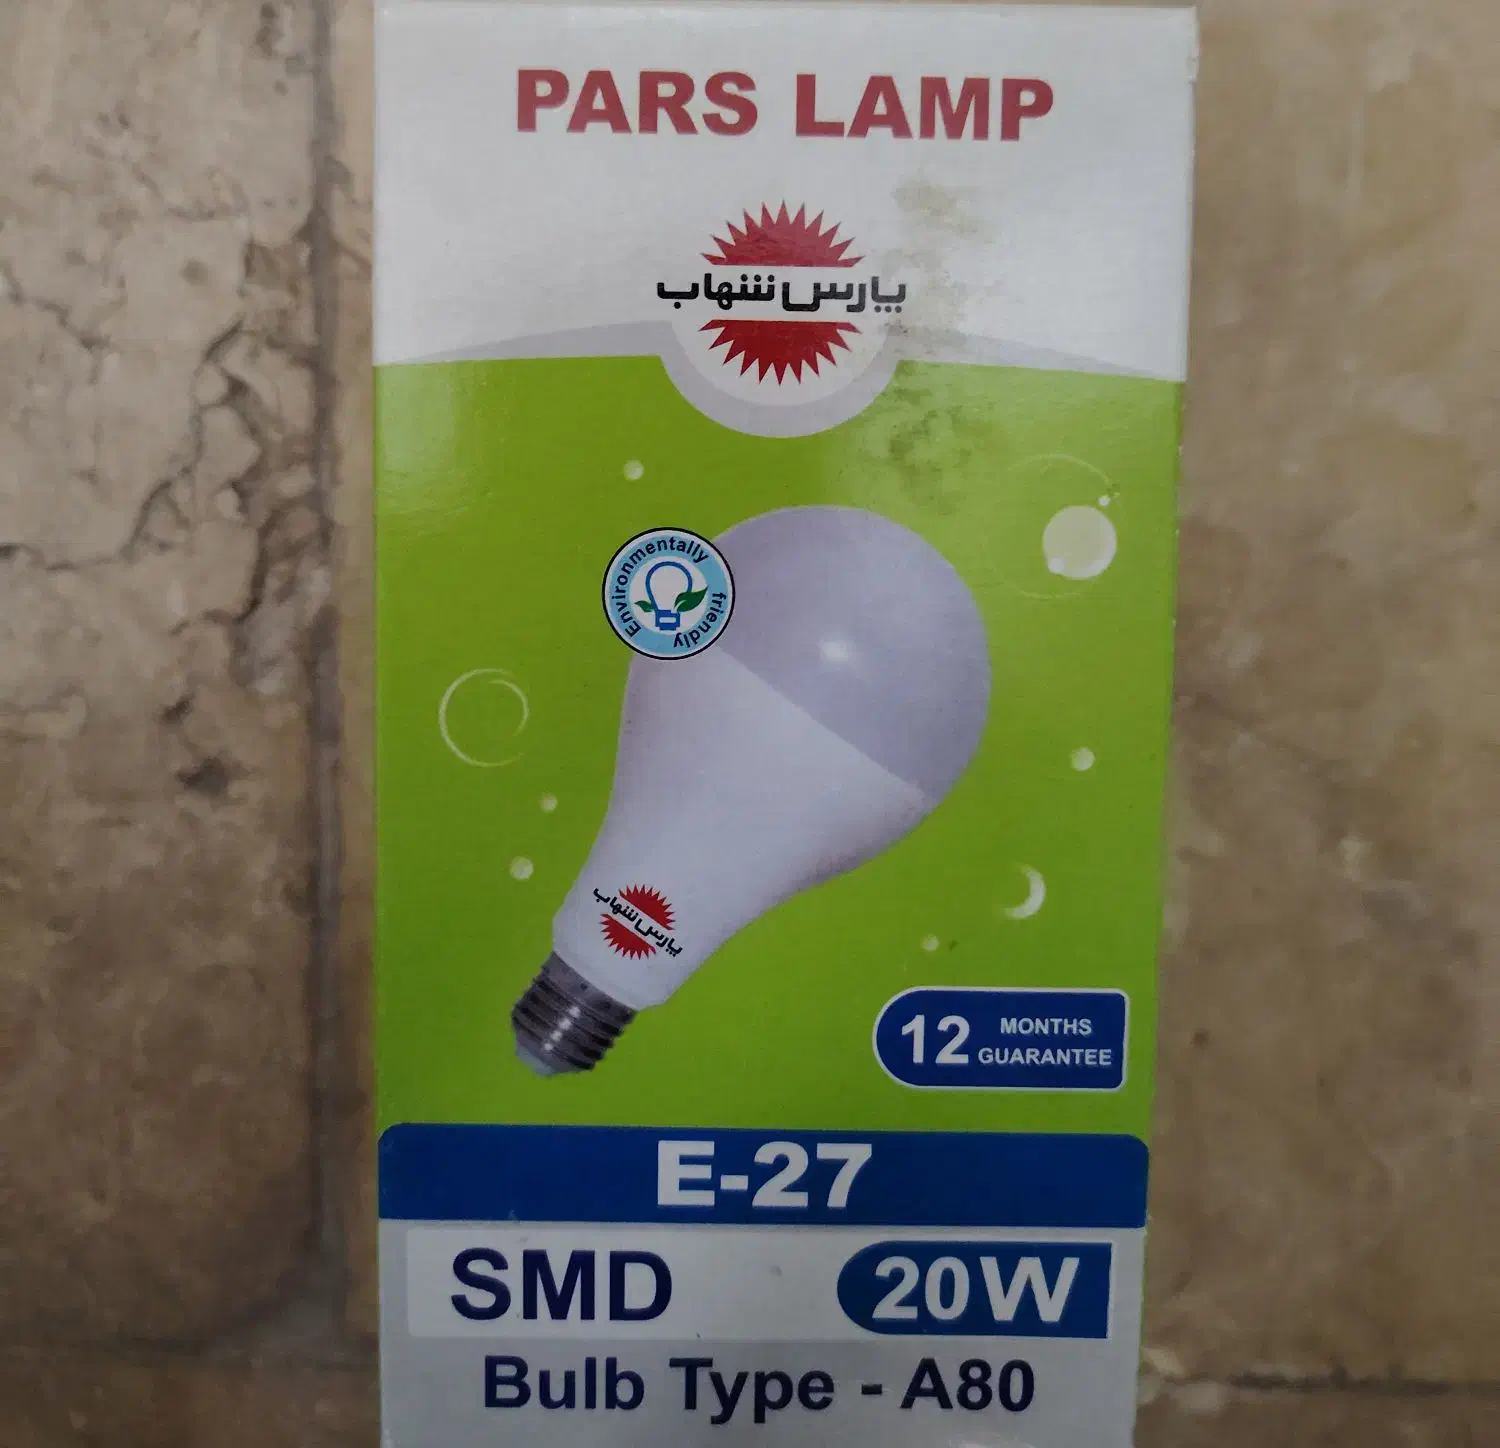 PARS LAMP
پارس شهاب
Environmentally
friendly
پارس شهاب
12 MONTHS
GUARANTEE
E-27
SMD 20W
Bulb Type - A80